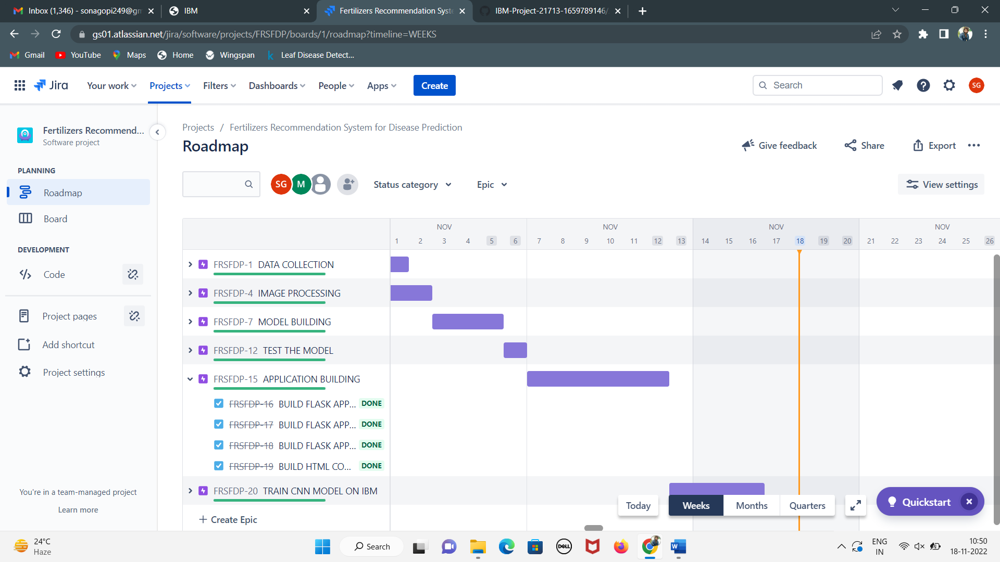 Inbox (1,346) - sonagopi249@gm
IBM
Fertilizers Recommendation Syste
IBM-Project-21713-1659789146/
gs01.atlassian.net/jira/software/projects/FRSFDP/boards/1/roadmap?timeline=WEEKS
Gmail YouTube Maps Home Wingspan Leaf Disease Detect...
Jira Your work Projects Filters Dashboards People Apps Create Search SG
Fertilizers Recommend...
Software project
PLANNING
Roadmap
Board
DEVELOPMENT
Code
Project pages
Add shortcut
Project settings
You're in a team-managed project
Learn more
Projects / Fertilizers Recommendation System for Disease Prediction
Roadmap
Give feedback Share Export
SG M Status category Epic View settings
NOV NOV NOV NOV
1 2 3 4 5 6 7 8 9 10 11 12 13 14 15 16 17 18 19 20 21 22 23 24 25 26
FRSFDP-1 DATA COLLECTION
FRSFDP-4 IMAGE PROCESSING
FRSFDP-7 MODEL BUILDING
FRSFDP-12 TEST THE MODEL
FRSFDP-15 APPLICATION BUILDING
FRSFDP-16 BUILD FLASK APP... DONE
FRSFDP-17 BUILD FLASK APP... DONE
FRSFDP-18 BUILD FLASK APP... DONE
FRSFDP-19 BUILD HTML CO... DONE
FRSFDP-20 TRAIN CNN MODEL ON IBM
+ Create Epic
Today Weeks Months Quarters Quickstart
24°C
Haze
Search
DELL
W
ENG
IN
10:50
18-11-2022